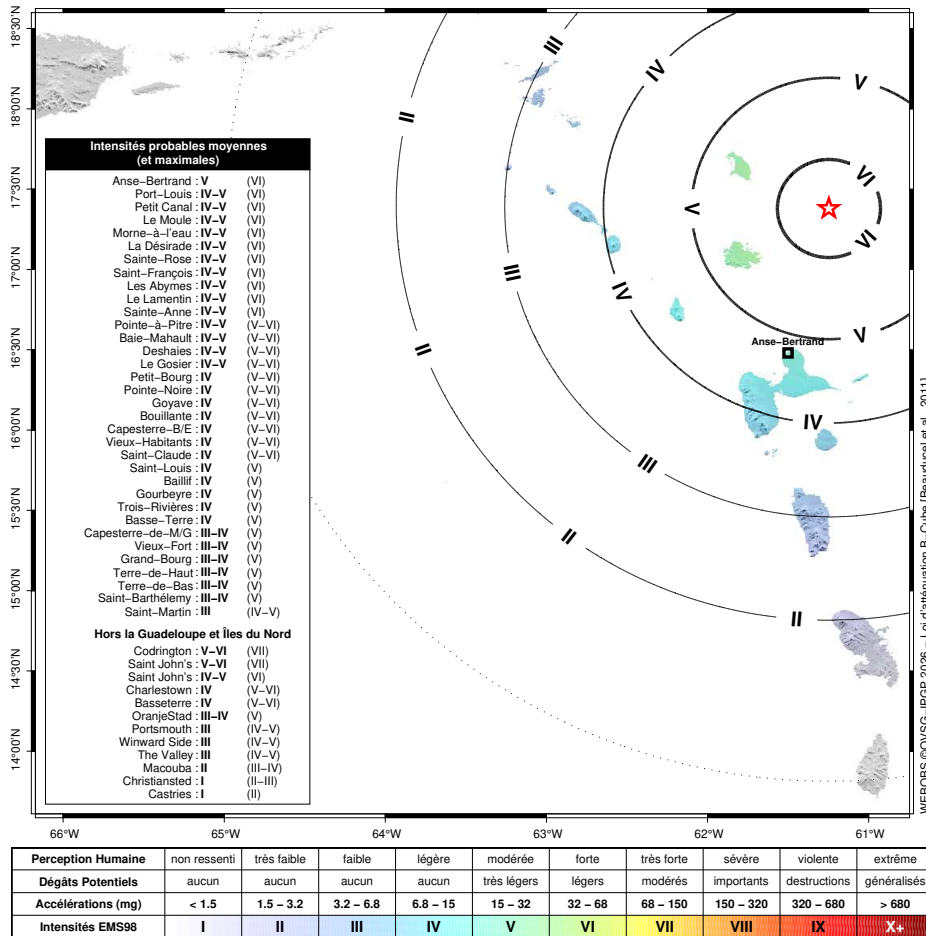 18°30'N
18°00'N
17°30'N
17°00'N
16°30'N
16°00'N
15°30'N
15°00'N
14°30'N
14°00'N
66°W 65°W 64°W 63°W 62°W 61°W
II
III
IV
V
VI
V
VI
III
IV
II
V
Anse−Bertrand
IV
III
II
II
Intensités probables moyennes
(et maximales)
Anse−Bertrand : V (VI)
Port−Louis : IV−V (VI)
Petit Canal : IV−V (VI)
Le Moule : IV−V (VI)
Morne−à−l'eau : IV−V (VI)
La Désirade : IV−V (VI)
Sainte−Rose : IV−V (VI)
Saint−François : IV−V (VI)
Les Abymes : IV−V (VI)
Le Lamentin : IV−V (VI)
Sainte−Anne : IV−V (VI)
Pointe−à−Pitre : IV−V (V−VI)
Baie−Mahault : IV−V (V−VI)
Deshaies : IV−V (V−VI)
Le Gosier : IV−V (V−VI)
Petit−Bourg : IV (V−VI)
Pointe−Noire : IV (V−VI)
Goyave : IV (V−VI)
Bouillante : IV (V−VI)
Capesterre−B/E : IV (V−VI)
Vieux−Habitants : IV (V−VI)
Saint−Claude : IV (V−VI)
Saint−Louis : IV (V)
Baillif : IV (V)
Gourbeyre : IV (V)
Trois−Rivières : IV (V)
Basse−Terre : IV (V)
Capesterre−de−M/G : III−IV (V)
Vieux−Fort : III−IV (V)
Grand−Bourg : III−IV (V)
Terre−de−Haut : III−IV (V)
Terre−de−Bas : III−IV (V)
Saint−Barthélemy : III−IV (V)
Saint−Martin : III (IV−V)
Hors la Guadeloupe et Îles du Nord
Codrington : V−VI (VII)
Saint John's : V−VI (VII)
Saint John's : IV−V (VI)
Charlestown : IV (V−VI)
Basseterre : IV (V−VI)
OranjeStad : III−IV (V)
Portsmouth : III (IV−V)
Winward Side : III (IV−V)
The Valley : III (IV−V)
Macouba : II (III−IV)
Christiansted : I (II−III)
Castries : I (II)
WEBOBS ©OVSG−IPGP 2026 − Loi d'atténuation B−Cube [Beauducel et al., 2011]
Perception Humaine non ressenti très faible faible légère modérée forte très forte sévère violente extrême
Dégâts Potentiels aucun aucun aucun aucun très légers légers modérés importants destructions généralisés
Accélérations (mg) < 1.5 1.5 − 3.2 3.2 − 6.8 6.8 − 15 15 − 32 32 − 68 68 − 150 150 − 320 320 − 680 > 680
Intensités EMS98 I II III IV V VI VII VIII IX X+